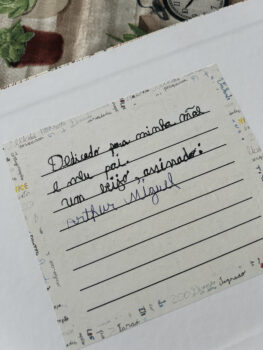 Dedicado para minha mãe
e meu pai.
um beijo, assinado:
Arthur Miguel